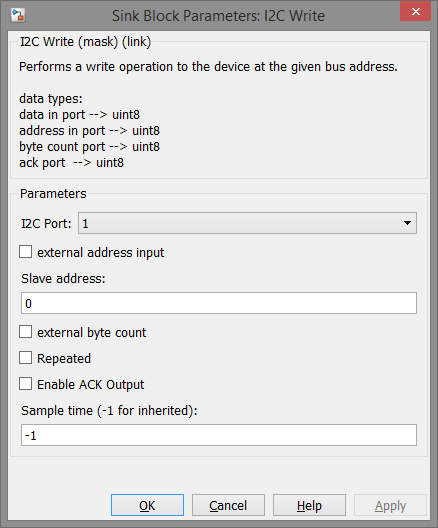 Sink Block Parameters: I2C Write
I2C Write (mask) (link)
Performs a write operation to the device at the given bus address.
data types:
data in port --> uint8
address in port --> uint8
byte count port --> uint8
ack port  --> uint8
Parameters
I2C Port: 1
external address input
Slave address:
0
external byte count
Repeated
Enable ACK Output
Sample time (-1 for inherited):
-1
OK Cancel Help Apply